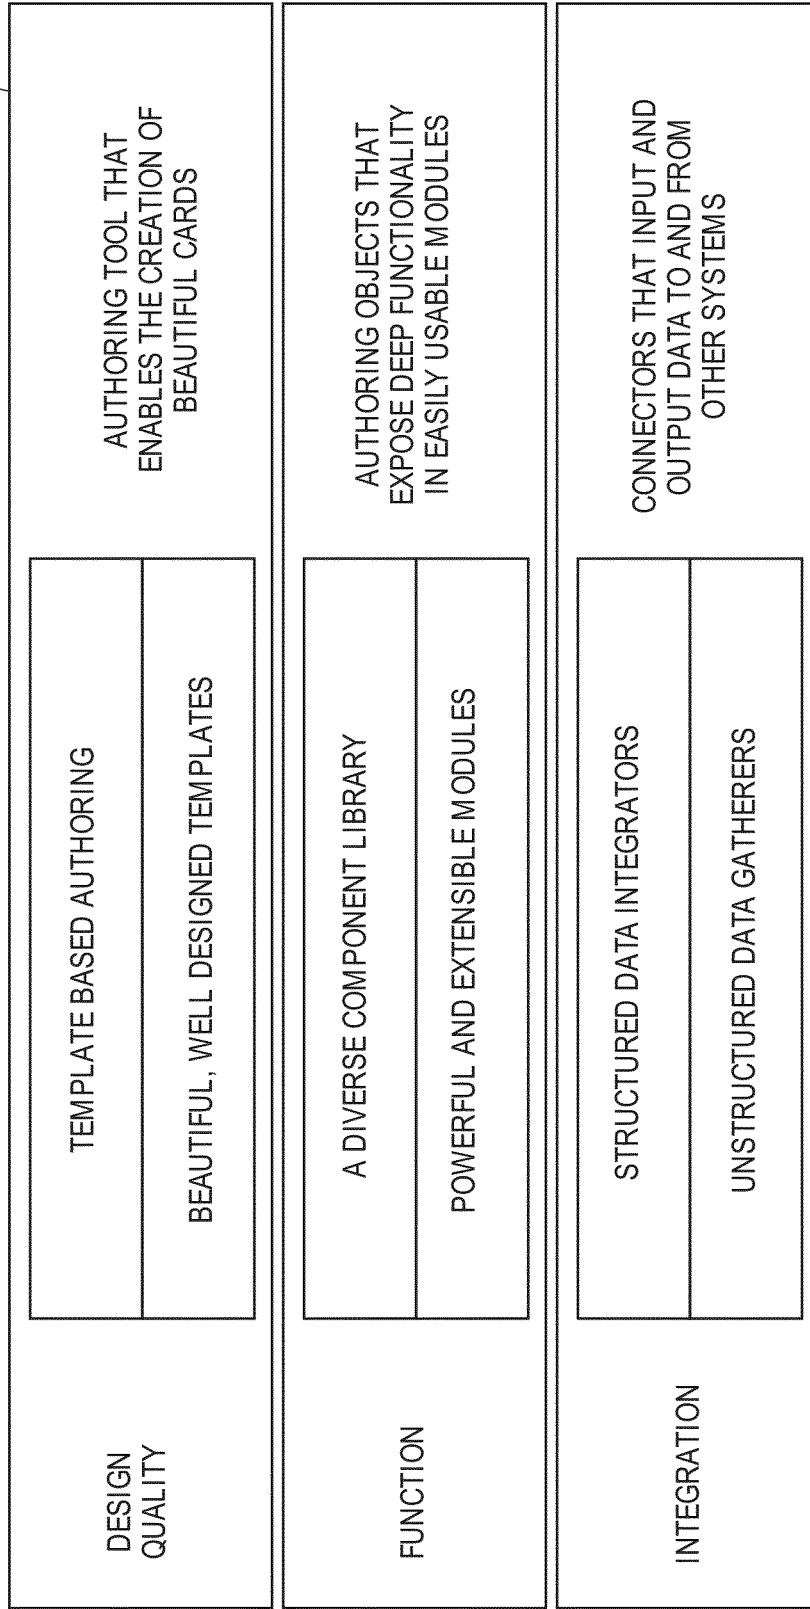 DESIGN
QUALITY
TEMPLATE BASED AUTHORING
BEAUTIFUL, WELL DESIGNED TEMPLATES
AUTHORING TOOL THAT
ENABLES THE CREATION OF
BEAUTIFUL CARDS
FUNCTION
A DIVERSE COMPONENT LIBRARY
POWERFUL AND EXTENSIBLE MODULES
AUTHORING OBJECTS THAT
EXPOSE DEEP FUNCTIONALITY
IN EASILY USABLE MODULES
INTEGRATION
STRUCTURED DATA INTEGRATORS
UNSTRUCTURED DATA GATHERERS
CONNECTORS THAT INPUT AND
OUTPUT DATA TO AND FROM
OTHER SYSTEMS